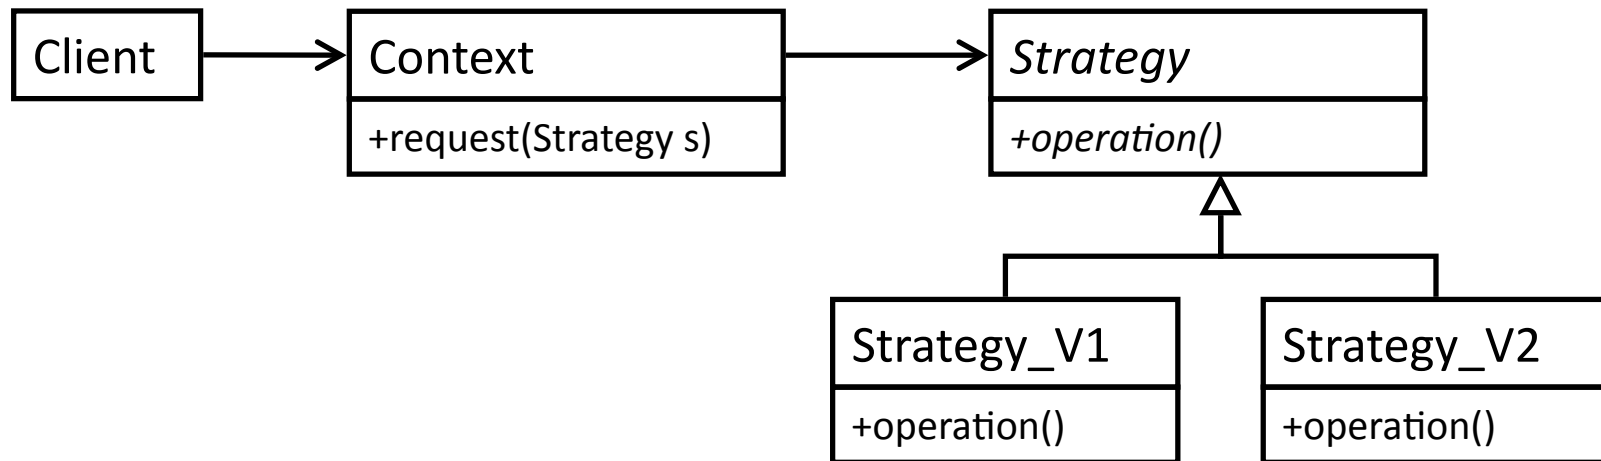 Client
Context
+request(Strategy s)
Strategy
+operation()
Strategy_V1
+operation()
Strategy_V2
+operation()